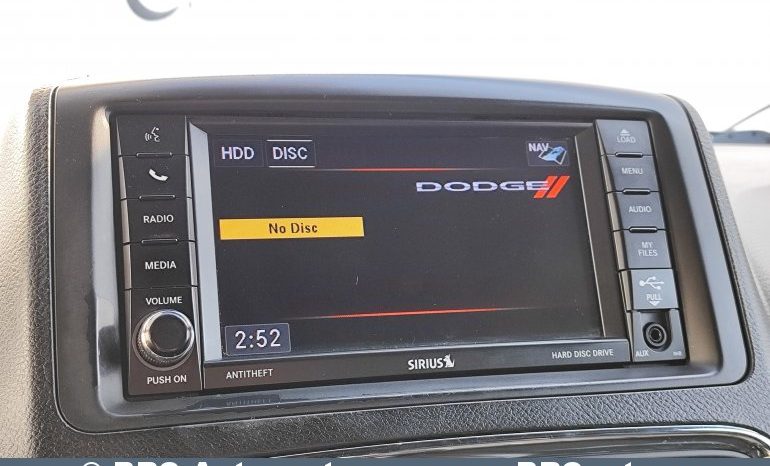 HDD DISC
NAV
DODGE
No Disc
2:52
RADIO
MEDIA
VOLUME
PUSH ON
ANTITHEFT
SIRIUS
HARD DISC DRIVE
LOAD
MENU
AUDIO
MY
FILES
PULL
AUX